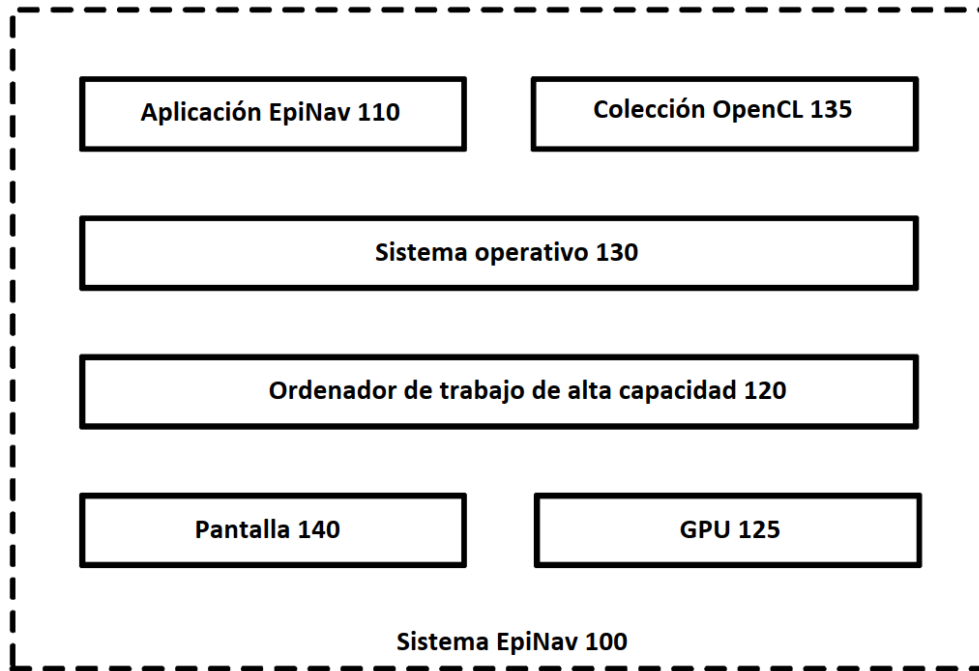 Aplicación EpiNav 110
Colección OpenCL 135
Sistema operativo 130
Ordenador de trabajo de alta capacidad 120
Pantalla 140
GPU 125
Sistema EpiNav 100